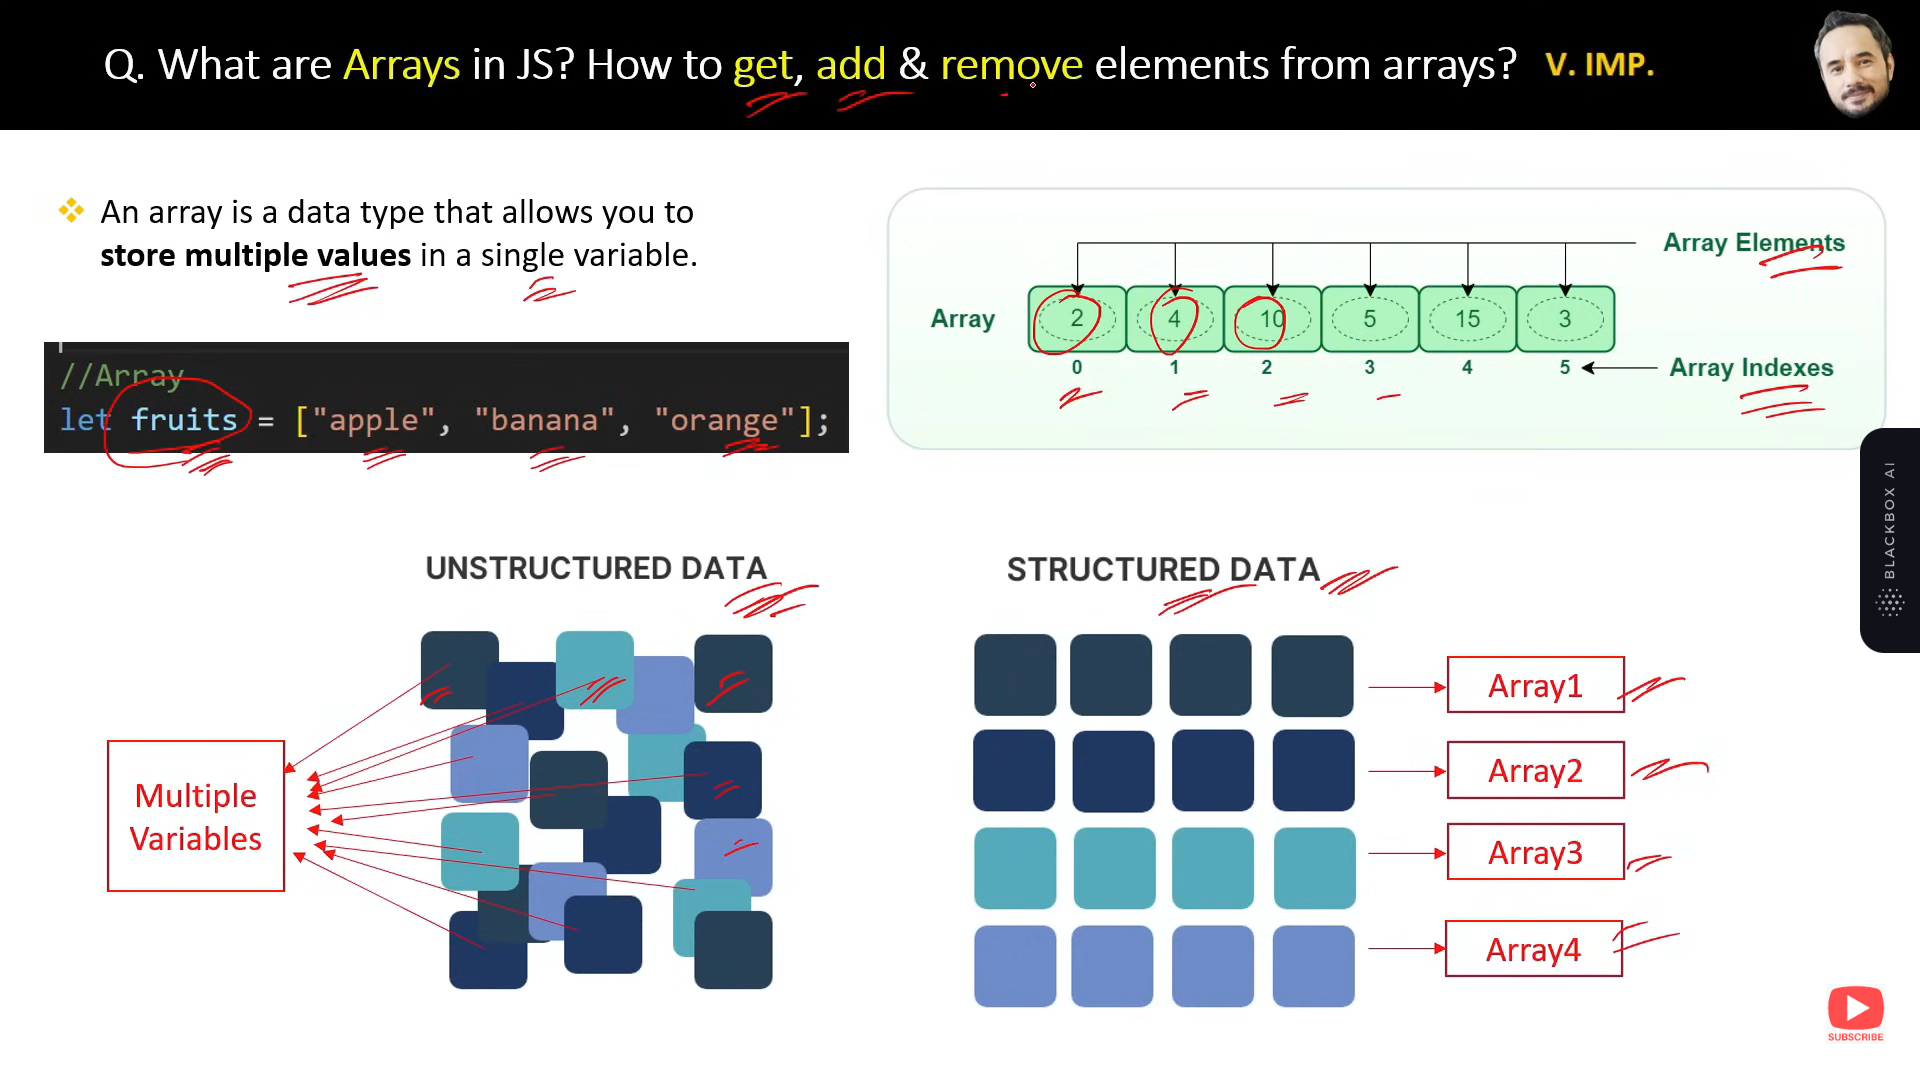 Q. What are Arrays in JS? How to get, add & remove elements from arrays? V. IMP.
An array is a data type that allows you to
store multiple values in a single variable.
//Array
let fruits = ["apple", "banana", "orange"];
Array Elements
Array 2 4 10 5 15 3
0 1 2 3 4 5 Array Indexes
BLACKBOX AI
UNSTRUCTURED DATA
Multiple
Variables
STRUCTURED DATA
Array1
Array2
Array3
Array4
SUBSCRIBE